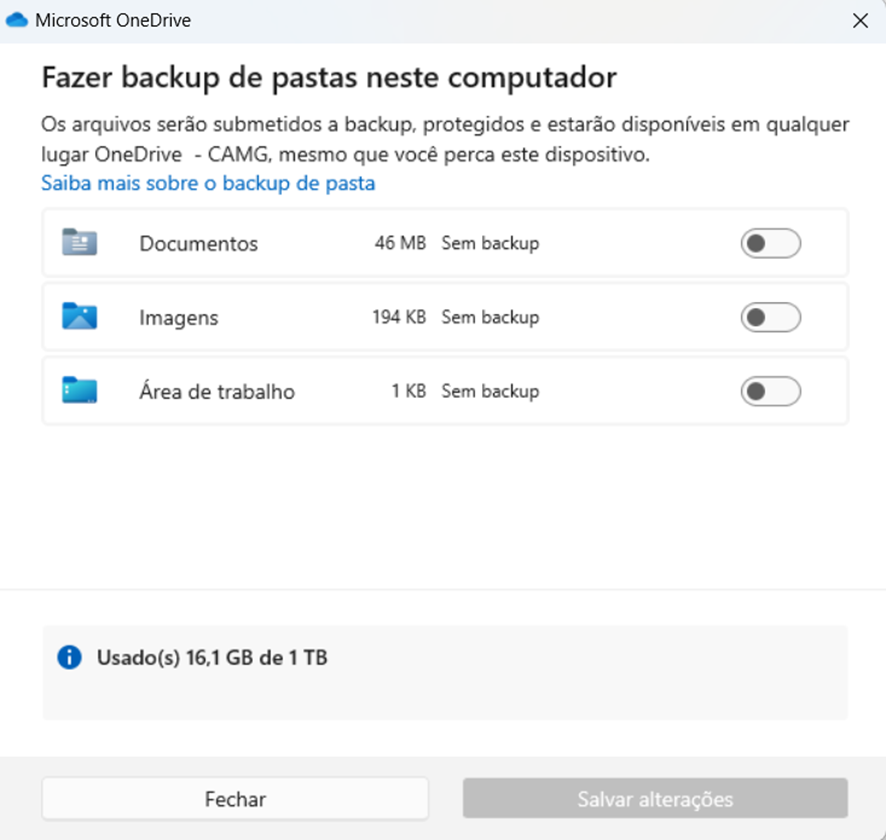 Microsoft OneDrive
Fazer backup de pastas neste computador
Os arquivos serão submetidos a backup, protegidos e estarão disponíveis em qualquer
lugar OneDrive - CAMG, mesmo que você perca este dispositivo.
Saiba mais sobre o backup de pasta
Documentos 46 MB Sem backup
Imagens 194 KB Sem backup
Área de trabalho 1 KB Sem backup
Usado(s) 16,1 GB de 1 TB
Fechar Salvar alterações